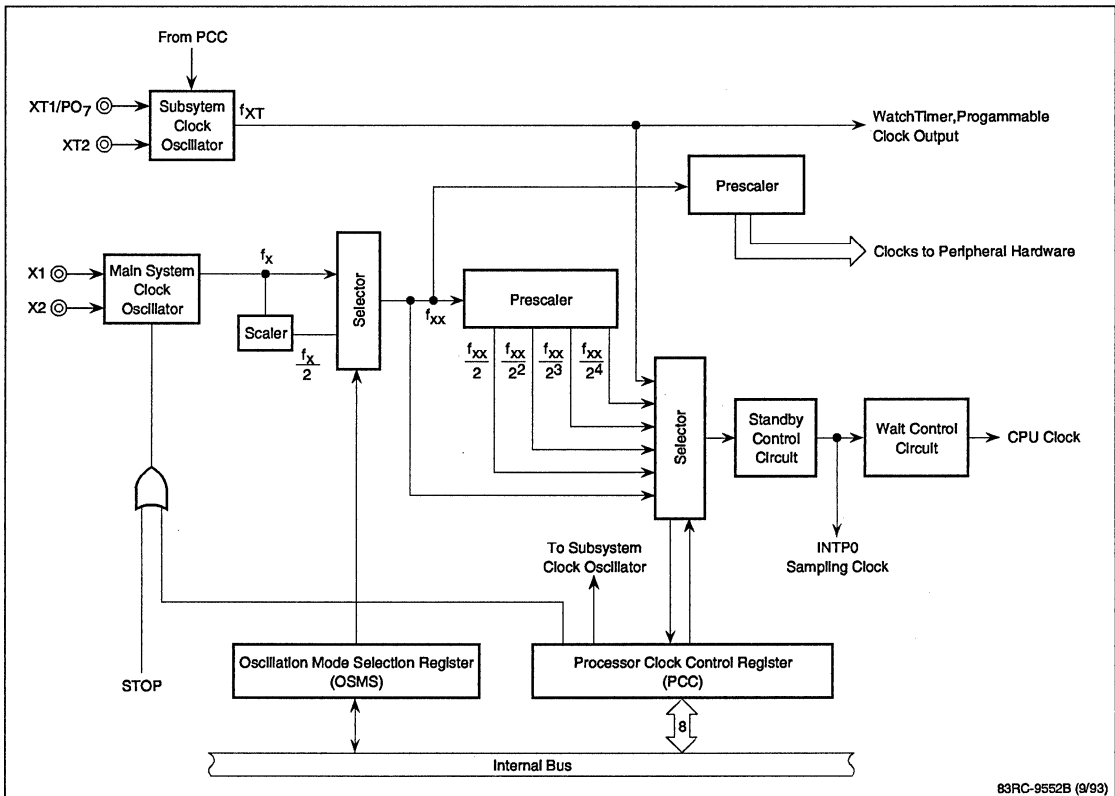 From PCC
XT1/PO7
XT2
Subsytem
Clock
Oscillator
fXT
WatchTimer,Progammable
Clock Output
Prescaler
Clocks to Peripheral Hardware
X1
X2
Main System
Clock
Oscillator
fX
Scaler
fX
2
Selector
fXX
Prescaler
fXX
2
fXX
2^2
fXX
2^3
fXX
2^4
Selector
Standby
Control
Circuit
Wait Control
Circuit
CPU Clock
INTP0
Sampling Clock
To Subsystem
Clock Oscillator
STOP
Oscillation Mode Selection Register
(OSMS)
Processor Clock Control Register
(PCC)
8
Internal Bus
83RC-9552B (9/93)